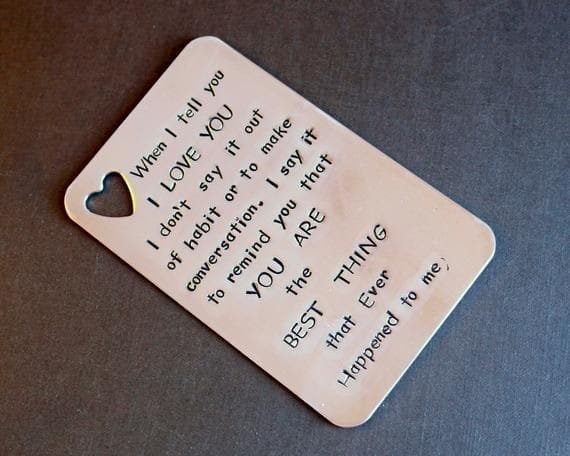 When I tell you
I LOVE YOU
I don't say it out
of habit or to make
conversation. I say it
to remind you that
YOU ARE
the
BEST THING
that Ever
Happened to me,